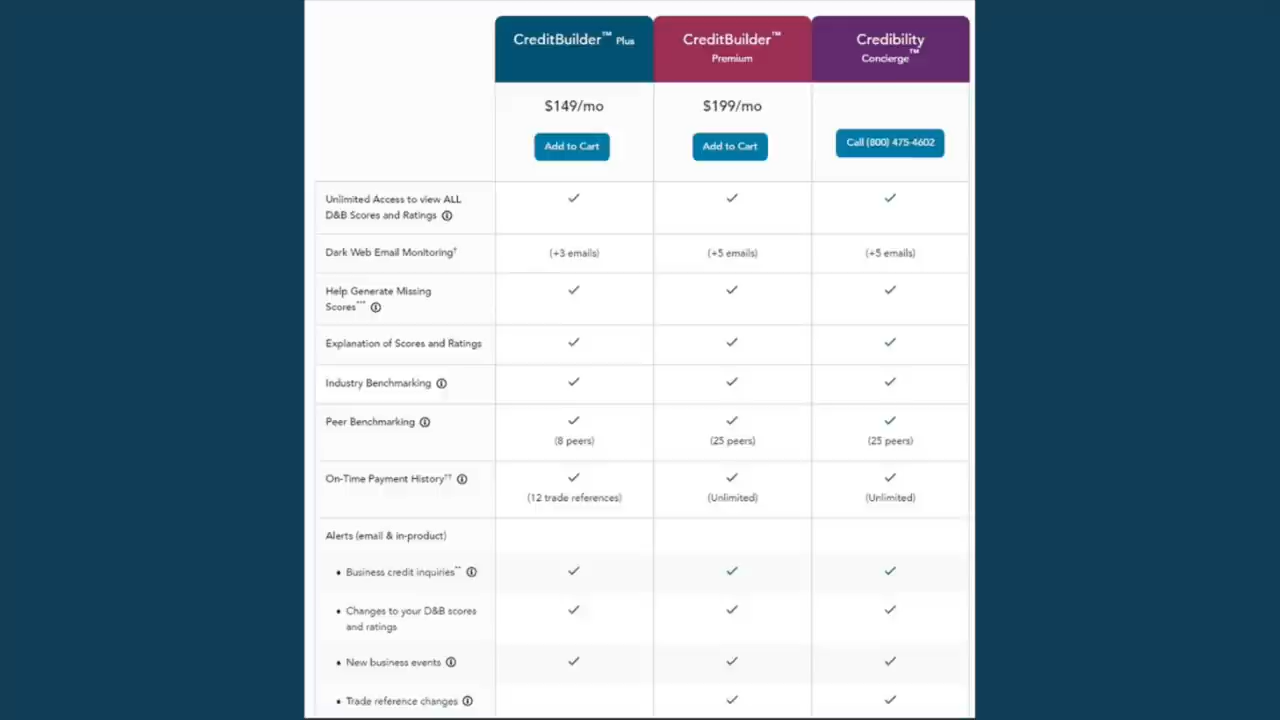 CreditBuilder™ Plus
CreditBuilder™
Premium
Credibility
Concierge™
$149/mo
$199/mo
Add to Cart
Add to Cart
Call (800) 475-4602
Unlimited Access to view ALL
D&B Scores and Ratings
Dark Web Email Monitoring†
(+3 emails)
(+5 emails)
(+5 emails)
Help Generate Missing
Scores***
Explanation of Scores and Ratings
Industry Benchmarking
Peer Benchmarking
(8 peers)
(25 peers)
(25 peers)
On-Time Payment History††
(12 trade references)
(Unlimited)
(Unlimited)
Alerts (email & in-product)
• Business credit inquiries**
• Changes to your D&B scores
and ratings
• New business events
• Trade reference changes